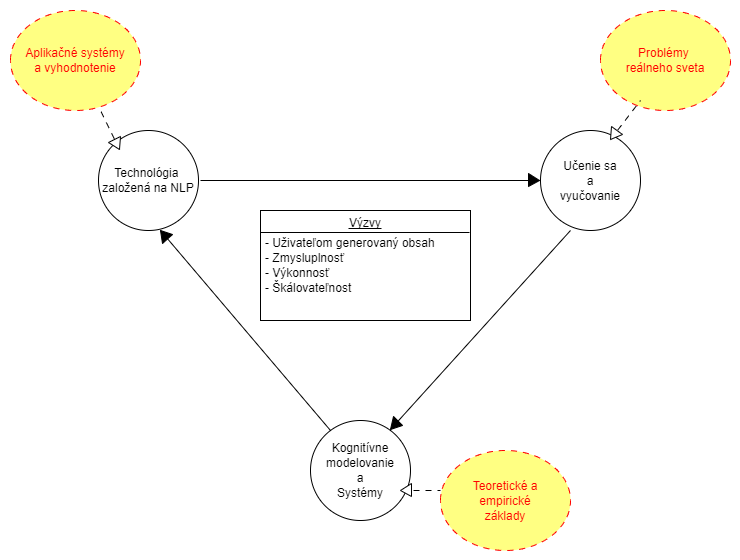 Aplikačné systémy
a vyhodnotenie
Problémy
reálneho sveta
Technológia
založená na NLP
Učenie sa
a
vyučovanie
Výzvy
- Uživateľom generovaný obsah
- Zmysluplnosť
- Výkonnosť
- Škálovateľnost
Kognitívne
modelovanie
a
Systémy
Teoretické a
empirické
základy